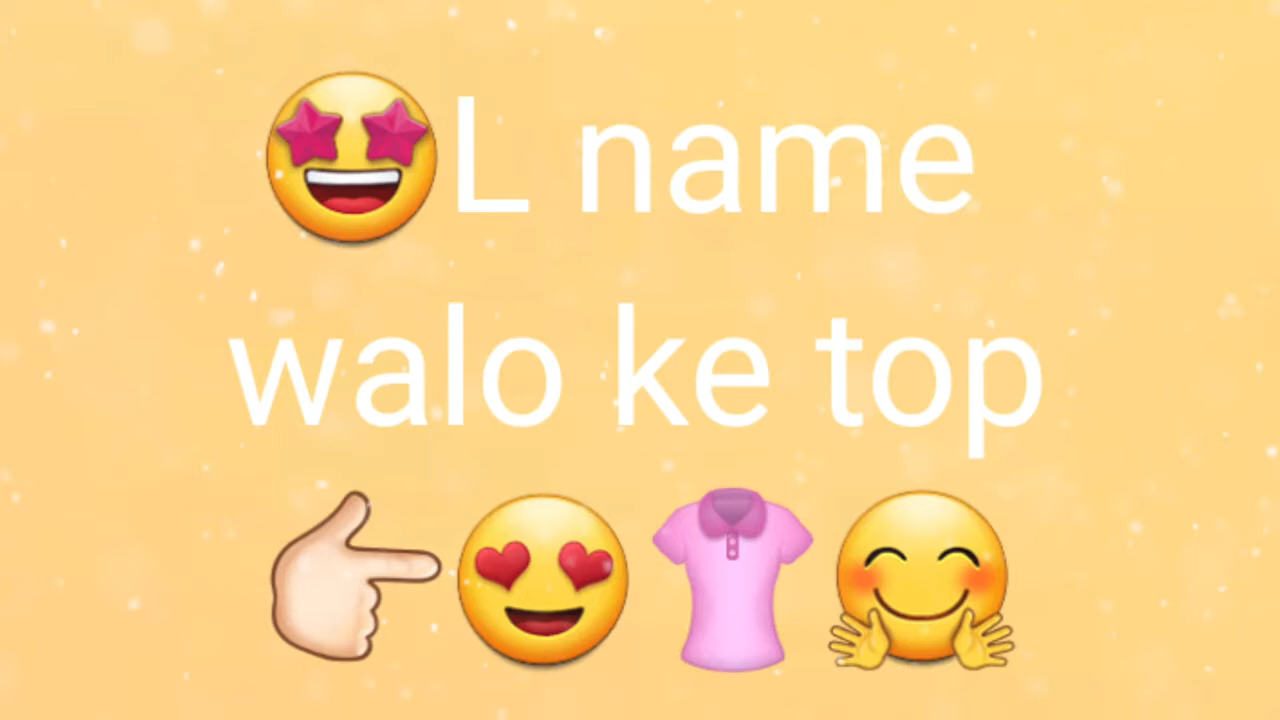 🤩L name
walo ke top
👉😍👚🤗